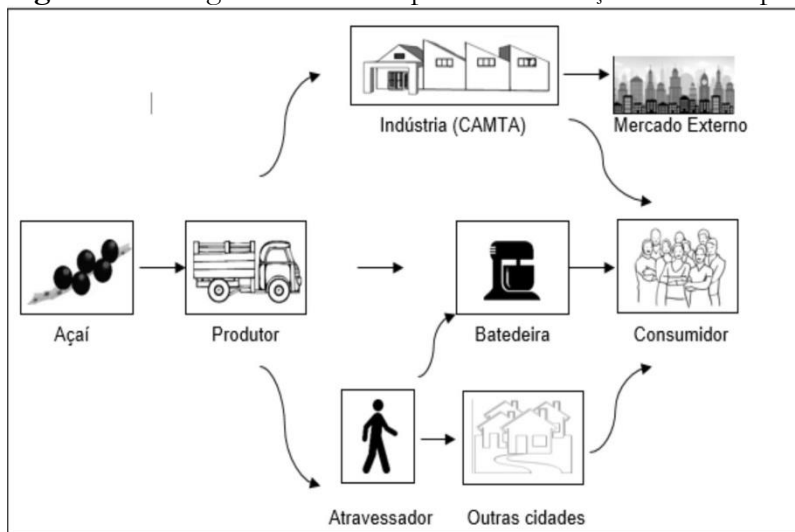 Indústria (CAMTA)
Mercado Externo
Açaí
Produtor
Batedeira
Consumidor
Atravessador
Outras cidades